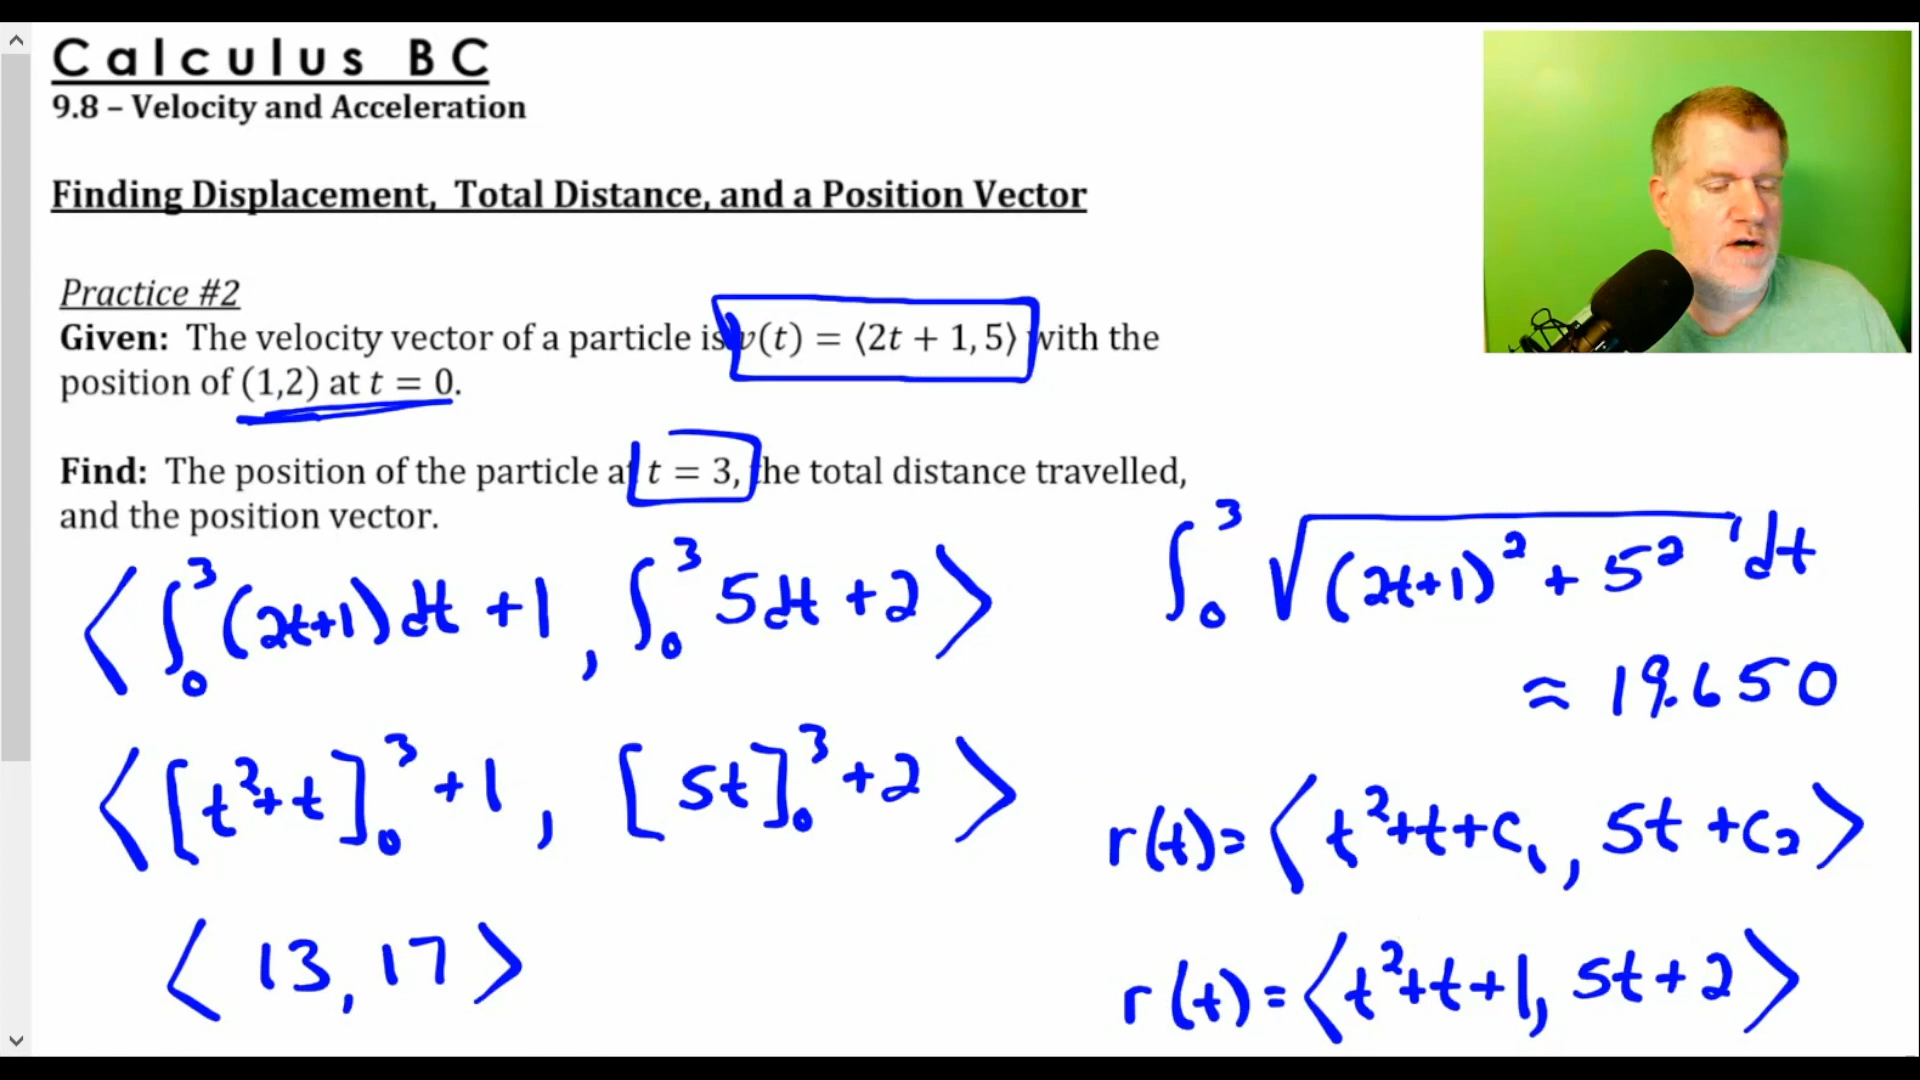 Calculus BC
9.8 – Velocity and Acceleration
Finding Displacement, Total Distance, and a Position Vector
Practice #2
Given: The velocity vector of a particle is v(t) = ⟨2t + 1, 5⟩ with the
position of (1,2) at t = 0.
Find: The position of the particle at t = 3, the total distance travelled,
and the position vector.
⟨∫₀³(2t+1)dt +1, ∫₀³ 5dt +2⟩
⟨[t²+t]₀³ +1, [5t]₀³ +2⟩
⟨13, 17⟩
∫₀³ √((2t+1)² + 5²) dt
≈ 19.650
r(t)= ⟨t²+t+c₁, 5t +c₂⟩
r(t)= ⟨t²+t+1, 5t+2⟩